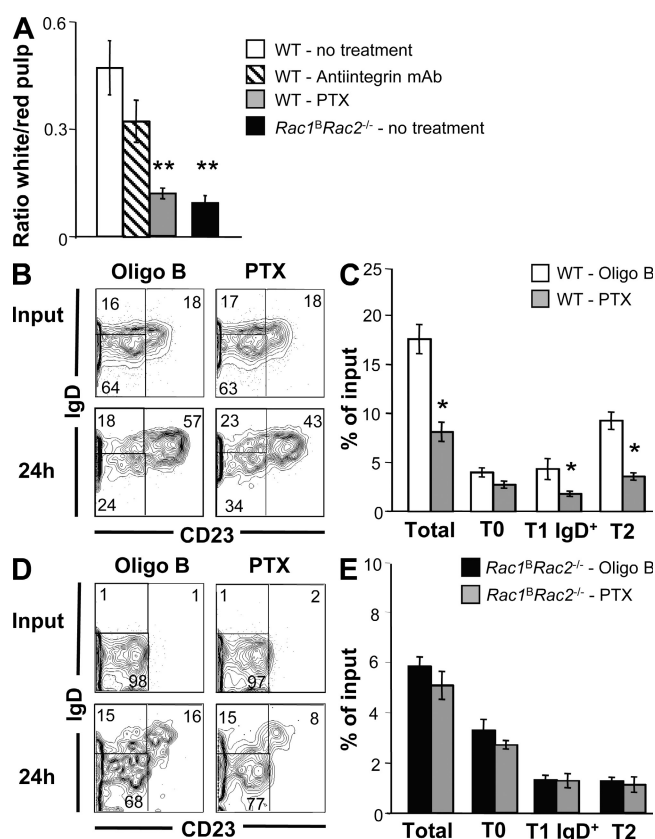 A
Ratio white/red pulp
0.6
0.3
0
** **
WT - no treatment
WT - Antiintegrin mAb
WT - PTX
Rac1ᴮRac2⁻/⁻ - no treatment
B
Oligo B PTX
Input
16 18
64
17 18
63
IgD
24h
18 57
24
23 43
34
CD23
C
WT - Oligo B
WT - PTX
% of input
25
20
15
10
5
0
* * *
Total T0 T1 IgD⁺ T2
D
Oligo B PTX
Input
1 1
98
1 2
97
IgD
24h
15 16
68
15 8
77
CD23
E
Rac1ᴮRac2⁻/⁻ - Oligo B
Rac1ᴮRac2⁻/⁻ - PTX
% of input
10
8
6
4
2
0
Total T0 T1 IgD⁺ T2